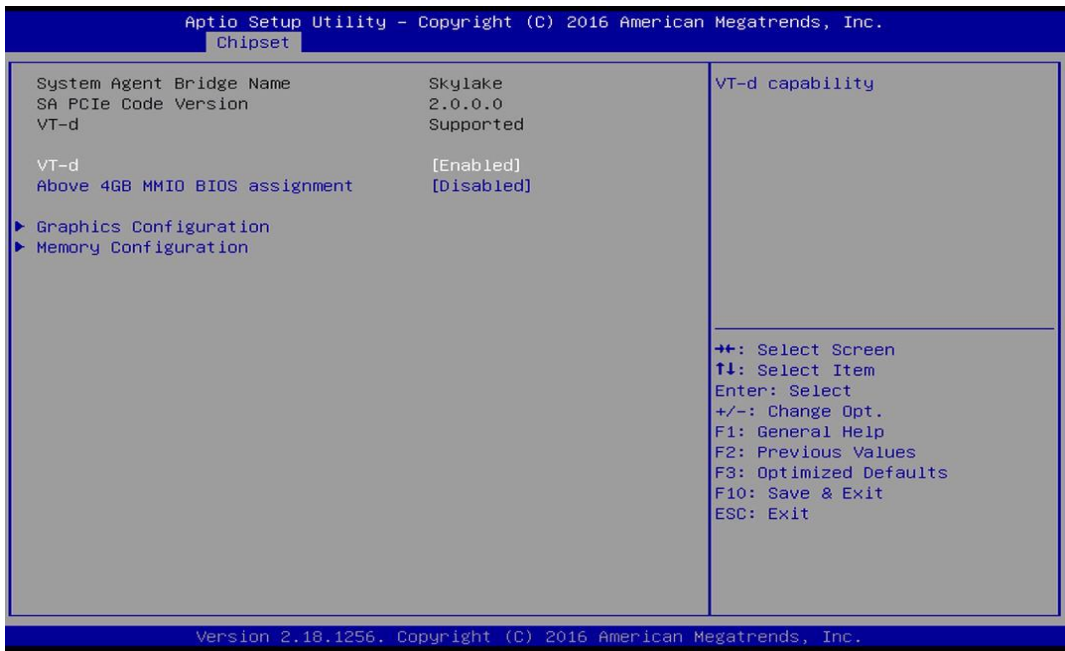 Aptio Setup Utility – Copyright (C) 2016 American Megatrends, Inc.
Chipset
System Agent Bridge Name Skylake
SA PCIe Code Version 2.0.0.0
VT-d Supported
VT-d [Enabled]
Above 4GB MMIO BIOS assignment [Disabled]
▶ Graphics Configuration
▶ Memory Configuration
VT-d capability
→←: Select Screen
↑↓: Select Item
Enter: Select
+/-: Change Opt.
F1: General Help
F2: Previous Values
F3: Optimized Defaults
F10: Save & Exit
ESC: Exit
Version 2.18.1256. Copyright (C) 2016 American Megatrends, Inc.